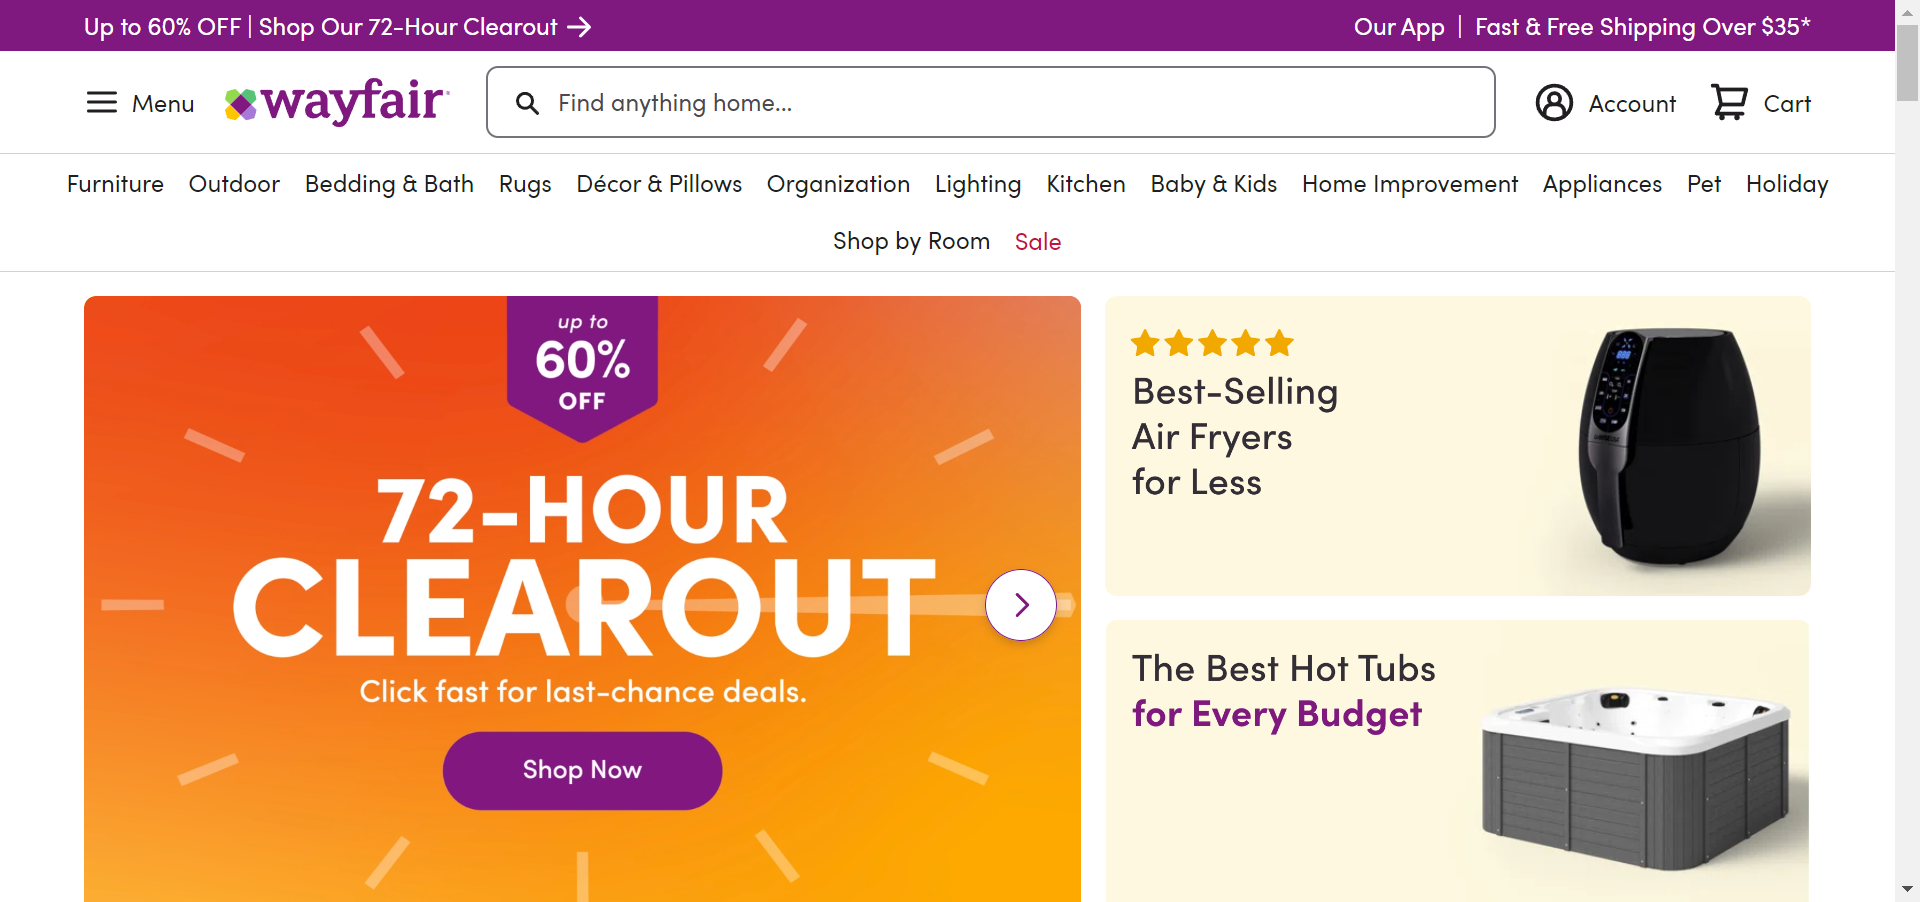 Up to 60% OFF | Shop Our 72-Hour Clearout
Our App | Fast & Free Shipping Over $35*
Menu
wayfair
Find anything home...
Account
Cart
Furniture Outdoor Bedding & Bath Rugs Décor & Pillows Organization Lighting Kitchen Baby & Kids Home Improvement Appliances Pet Holiday
Shop by Room Sale
up to
60%
OFF
72-HOUR
CLEAROUT
Click fast for last-chance deals.
Shop Now
Best-Selling
Air Fryers
for Less
The Best Hot Tubs
for Every Budget